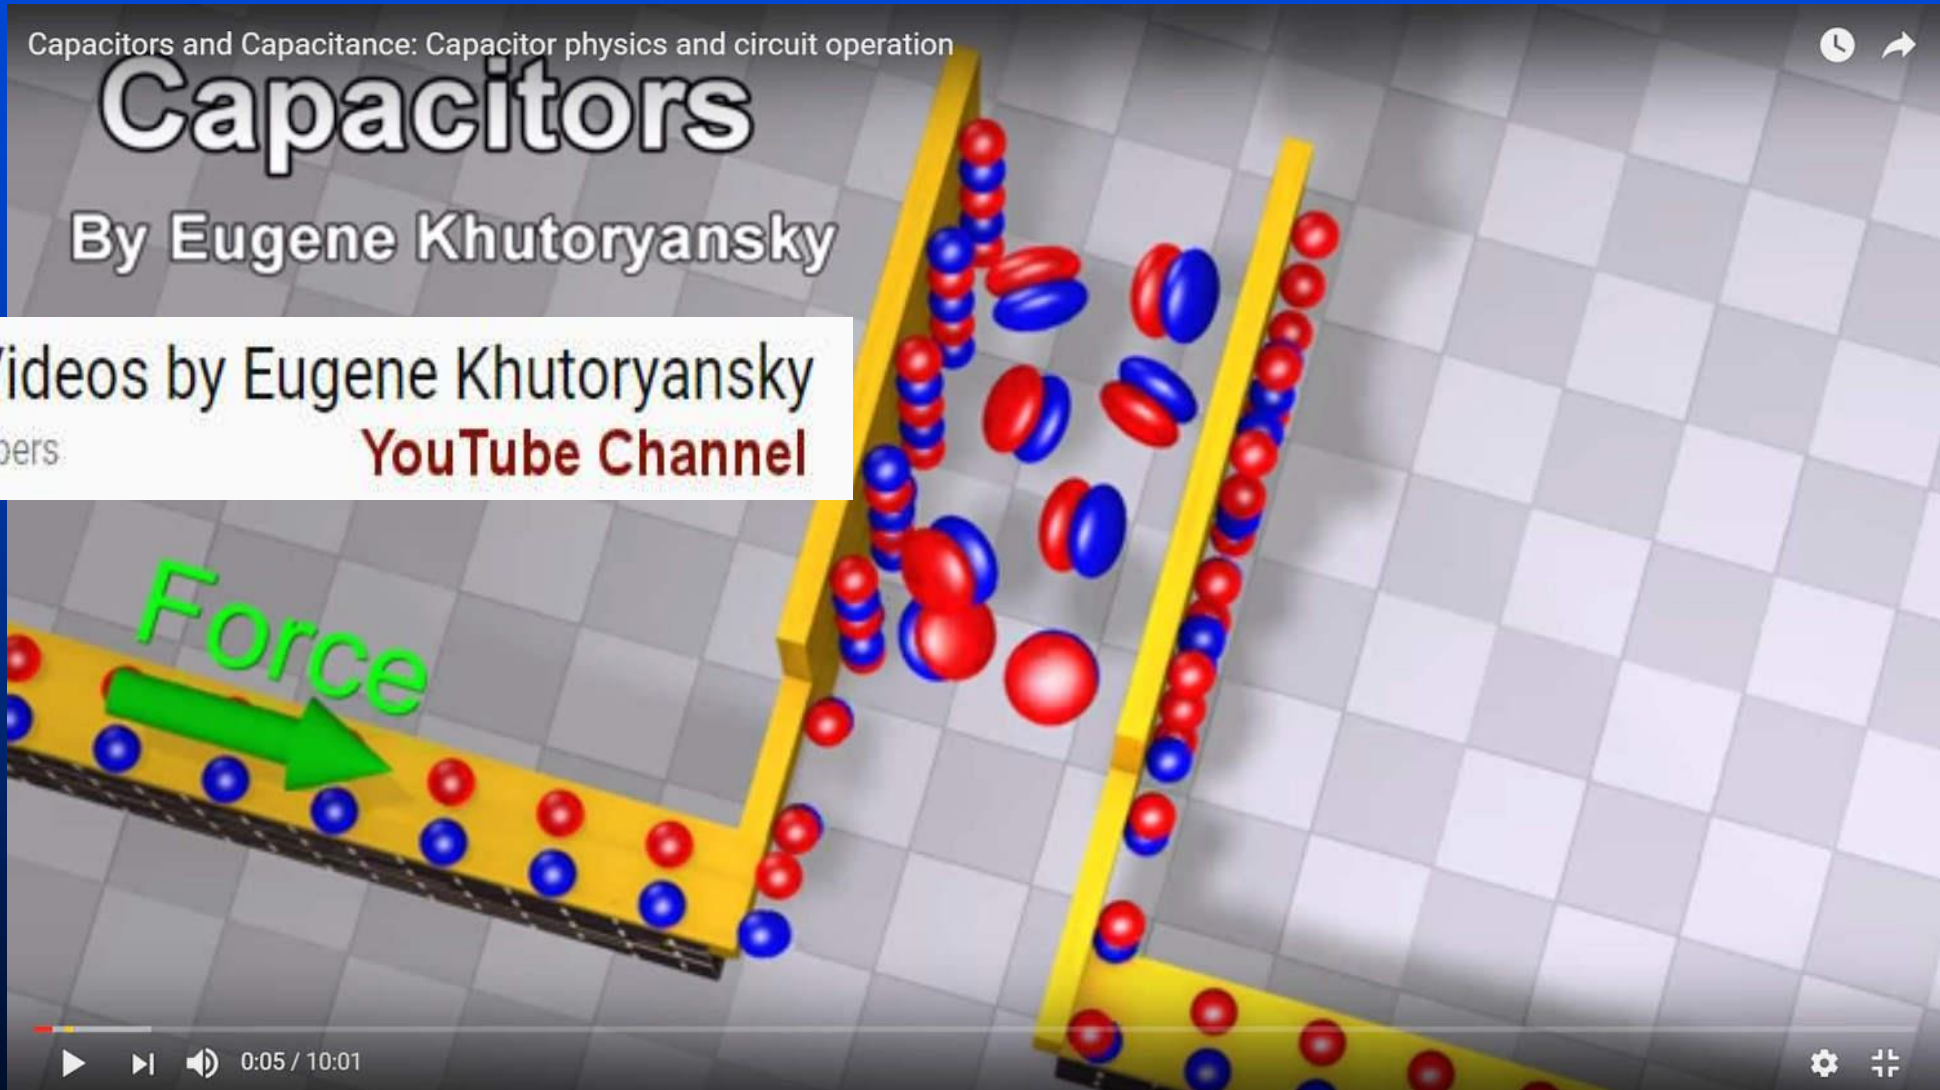 Capacitors and Capacitance: Capacitor physics and circuit operation
Capacitors
By Eugene Khutoryansky
Videos by Eugene Khutoryansky
bers
YouTube Channel
Force
0:05 / 10:01